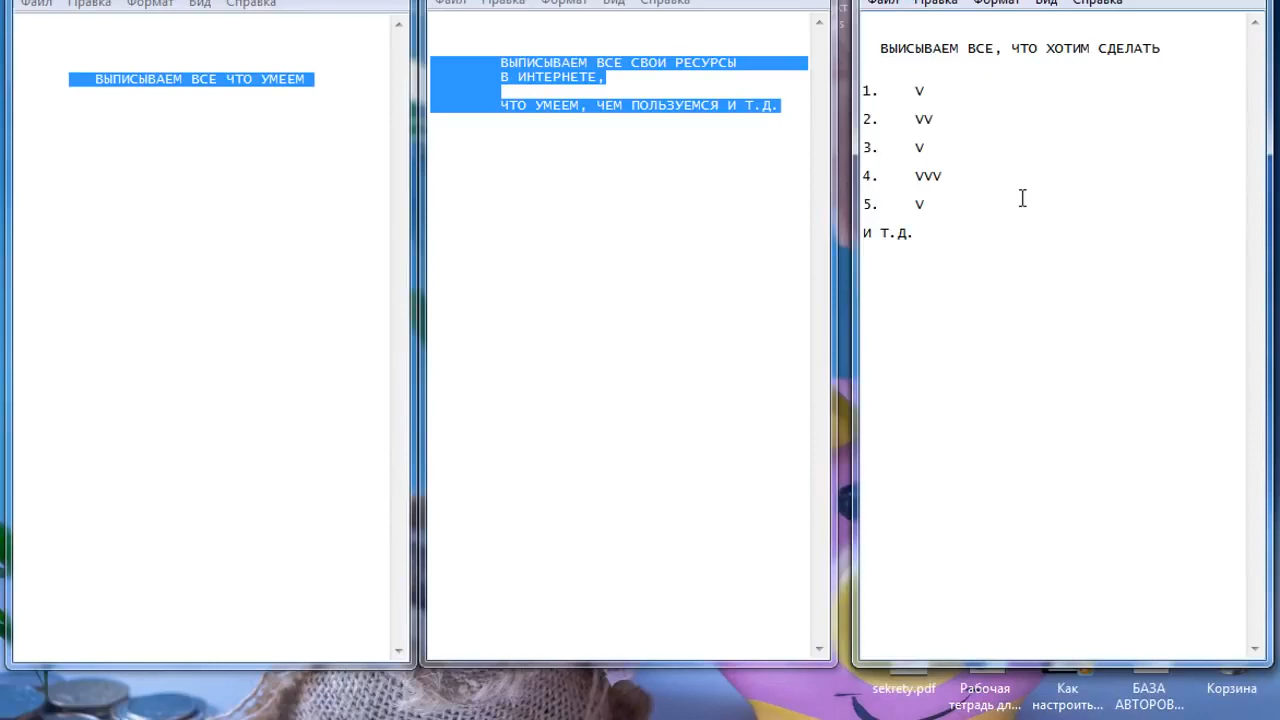 Файл Правка Формат Вид Справка
ВЫПИСЫВАЕМ ВСЕ ЧТО УМЕЕМ
Файл Правка Формат Вид Справка
ВЫПИСЫВАЕМ ВСЕ СВОИ РЕСУРСЫ
В ИНТЕРНЕТЕ,
ЧТО УМЕЕМ, ЧЕМ ПОЛЬЗУЕМСЯ И Т.Д.
Файл Правка Формат Вид Справка
ВЫИСЫВАЕМ ВСЕ, ЧТО ХОТИМ СДЕЛАТЬ
1. V
2. VV
3. V
4. VVV
5. V
И Т.Д.
sekrety.pdf
Рабочая
тетрадь дл...
Как
настроить...
БАЗА
АВТОРОВ...
Корзина